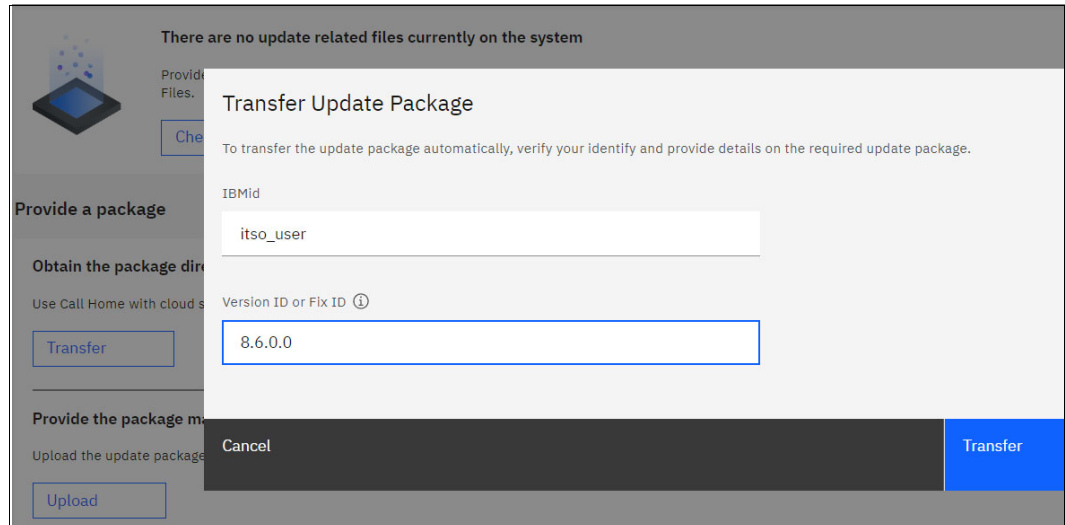 There are no update related files currently on the system
Provide
Files.
Che
Transfer Update Package
To transfer the update package automatically, verify your identify and provide details on the required update package.
IBMid
itso_user
Version ID or Fix ID
8.6.0.0
Cancel
Transfer
Provide a package
Obtain the package dire
Use Call Home with cloud s
Transfer
Provide the package ma
Upload the update package
Upload